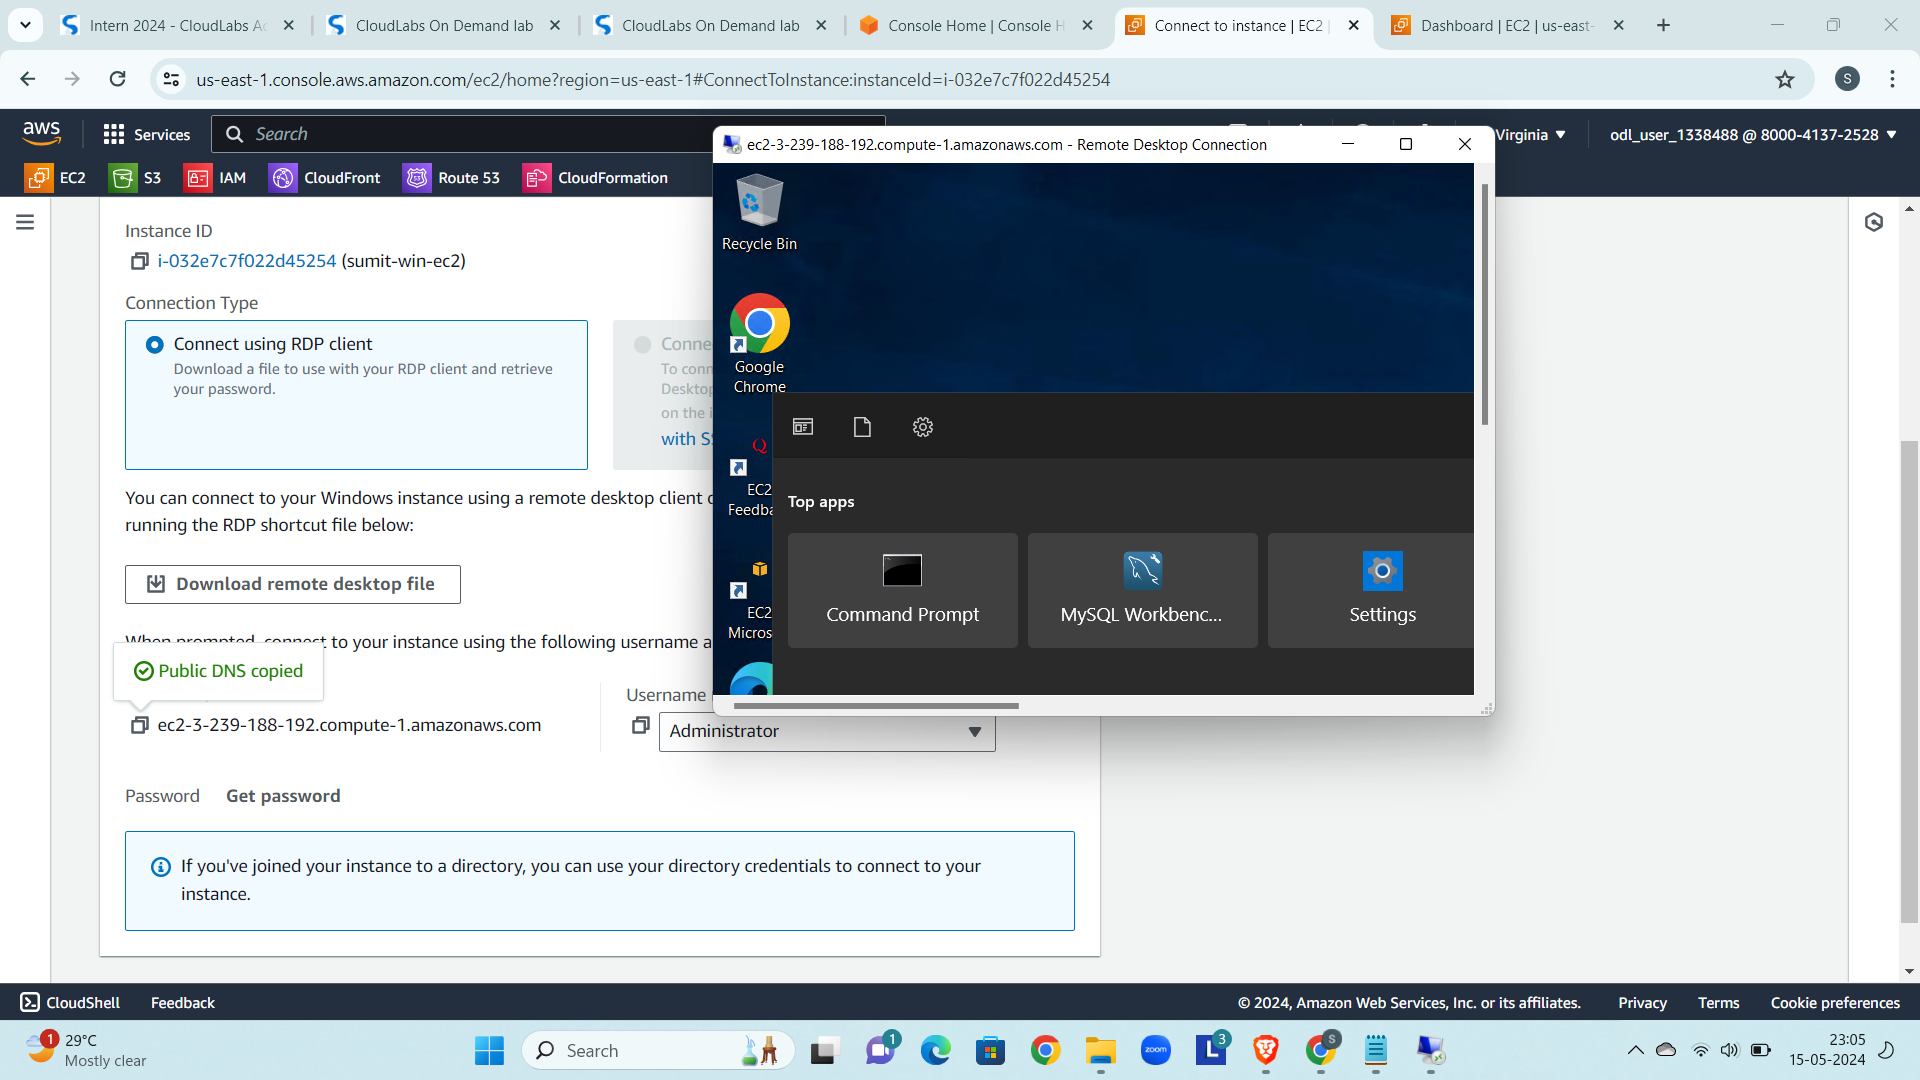 Intern 2024 - CloudLabs Ac
CloudLabs On Demand lab
CloudLabs On Demand lab
Console Home | Console H
Connect to instance | EC2 |
Dashboard | EC2 | us-east-
us-east-1.console.aws.amazon.com/ec2/home?region=us-east-1#ConnectToInstance:instanceId=i-032e7c7f022d45254
S
aws
Services
Search
Virginia
odl_user_1338488 @ 8000-4137-2528
EC2
S3
IAM
CloudFront
53
Route 53
CloudFormation
ec2-3-239-188-192.compute-1.amazonaws.com - Remote Desktop Connection
Recycle Bin
Google
Chrome
EC2
Feedba
EC2
Micros
Top apps
Command Prompt
MySQL Workbenc...
Settings
Instance ID
i-032e7c7f022d45254 (sumit-win-ec2)
Connection Type
Connect using RDP client
Download a file to use with your RDP client and retrieve
your password.
Conne
To conn
Desktop
on the i
with S
You can connect to your Windows instance using a remote desktop client
running the RDP shortcut file below:
Download remote desktop file
When prompted, connect to your instance using the following username a
Public DNS copied
ec2-3-239-188-192.compute-1.amazonaws.com
Username
Administrator
Password
Get password
If you've joined your instance to a directory, you can use your directory credentials to connect to your
instance.
CloudShell
Feedback
© 2024, Amazon Web Services, Inc. or its affiliates.
Privacy
Terms
Cookie preferences
1
29°C
Mostly clear
Search
1
zoom
L
3
S
23:05
15-05-2024